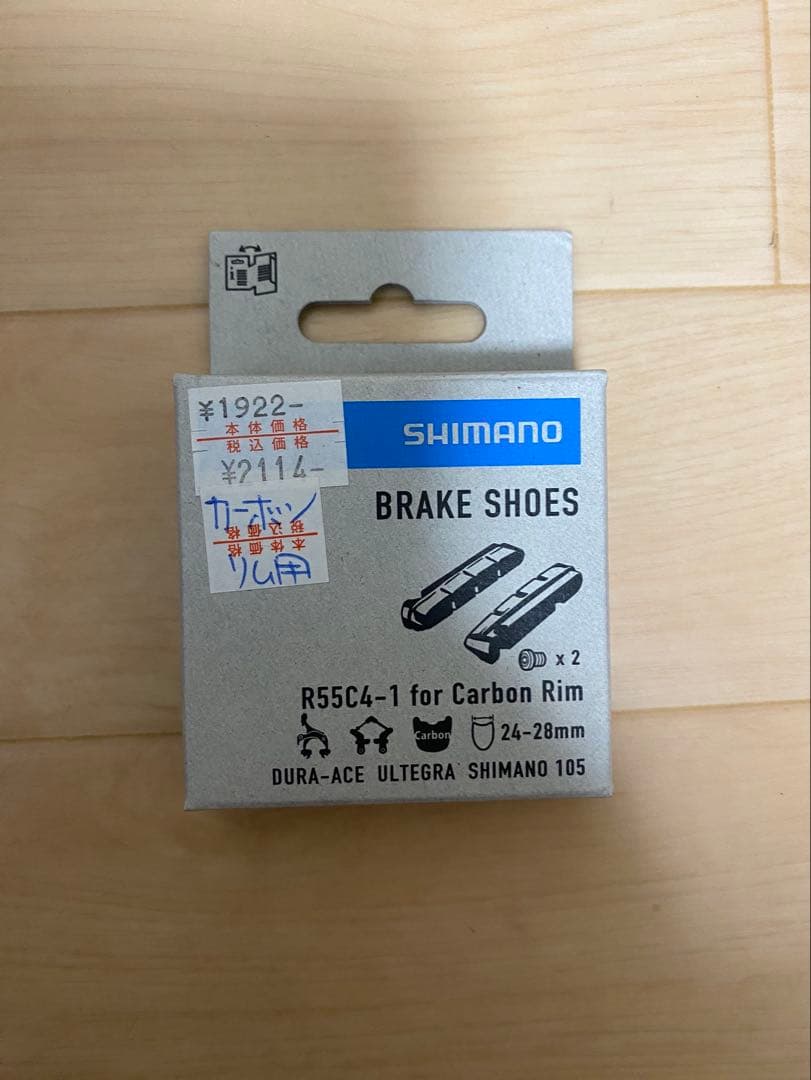 ¥1922-
本体価格
税込価格
¥2114-
カーボン
税込価格
本体価格
リム用
SHIMANO
BRAKE SHOES
x 2
R55C4-1 for Carbon Rim
Carbon
24-28mm
DURA-ACE ULTEGRA SHIMANO 105